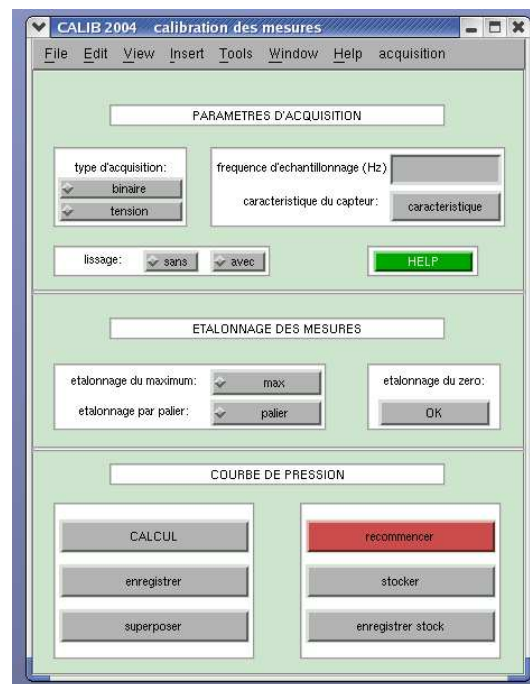 CALIB 2004 calibration des mesures
File Edit View Insert Tools Window Help acquisition
PARAMETRES D'ACQUISITION
type d'acquisition:
binaire
tension
frequence d'echantillonnage (Hz)
caracteristique du capteur: caracteristique
lissage: sans avec
HELP
ETALONNAGE DES MESURES
etalonnage du maximum: max
etalonnage par palier: palier
etalonnage du zero:
OK
COURBE DE PRESSION
CALCUL
enregistrer
superposer
recommencer
stocker
enregistrer stock